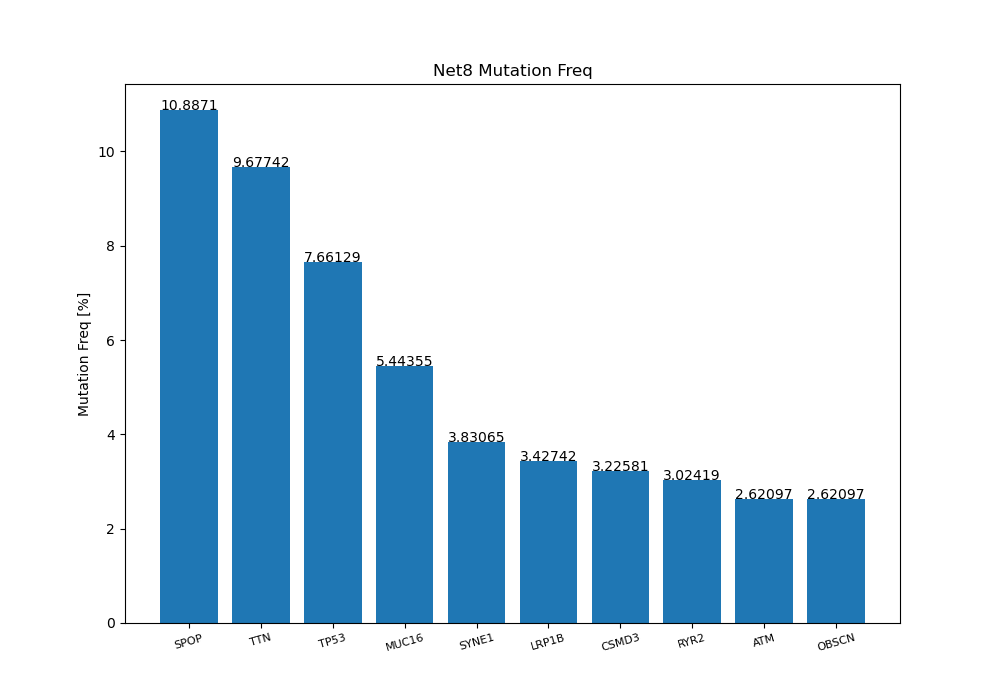 Net8 Mutation Freq
Mutation Freq [%]
10
8
6
4
2
0
10.8871
9.67742
7.66129
5.44355
3.83065
3.42742
3.22581
3.02419
2.62097
2.62097
SPOP
TTN
TP53
MUC16
SYNE1
LRP1B
CSMD3
RYR2
ATM
OBSCN